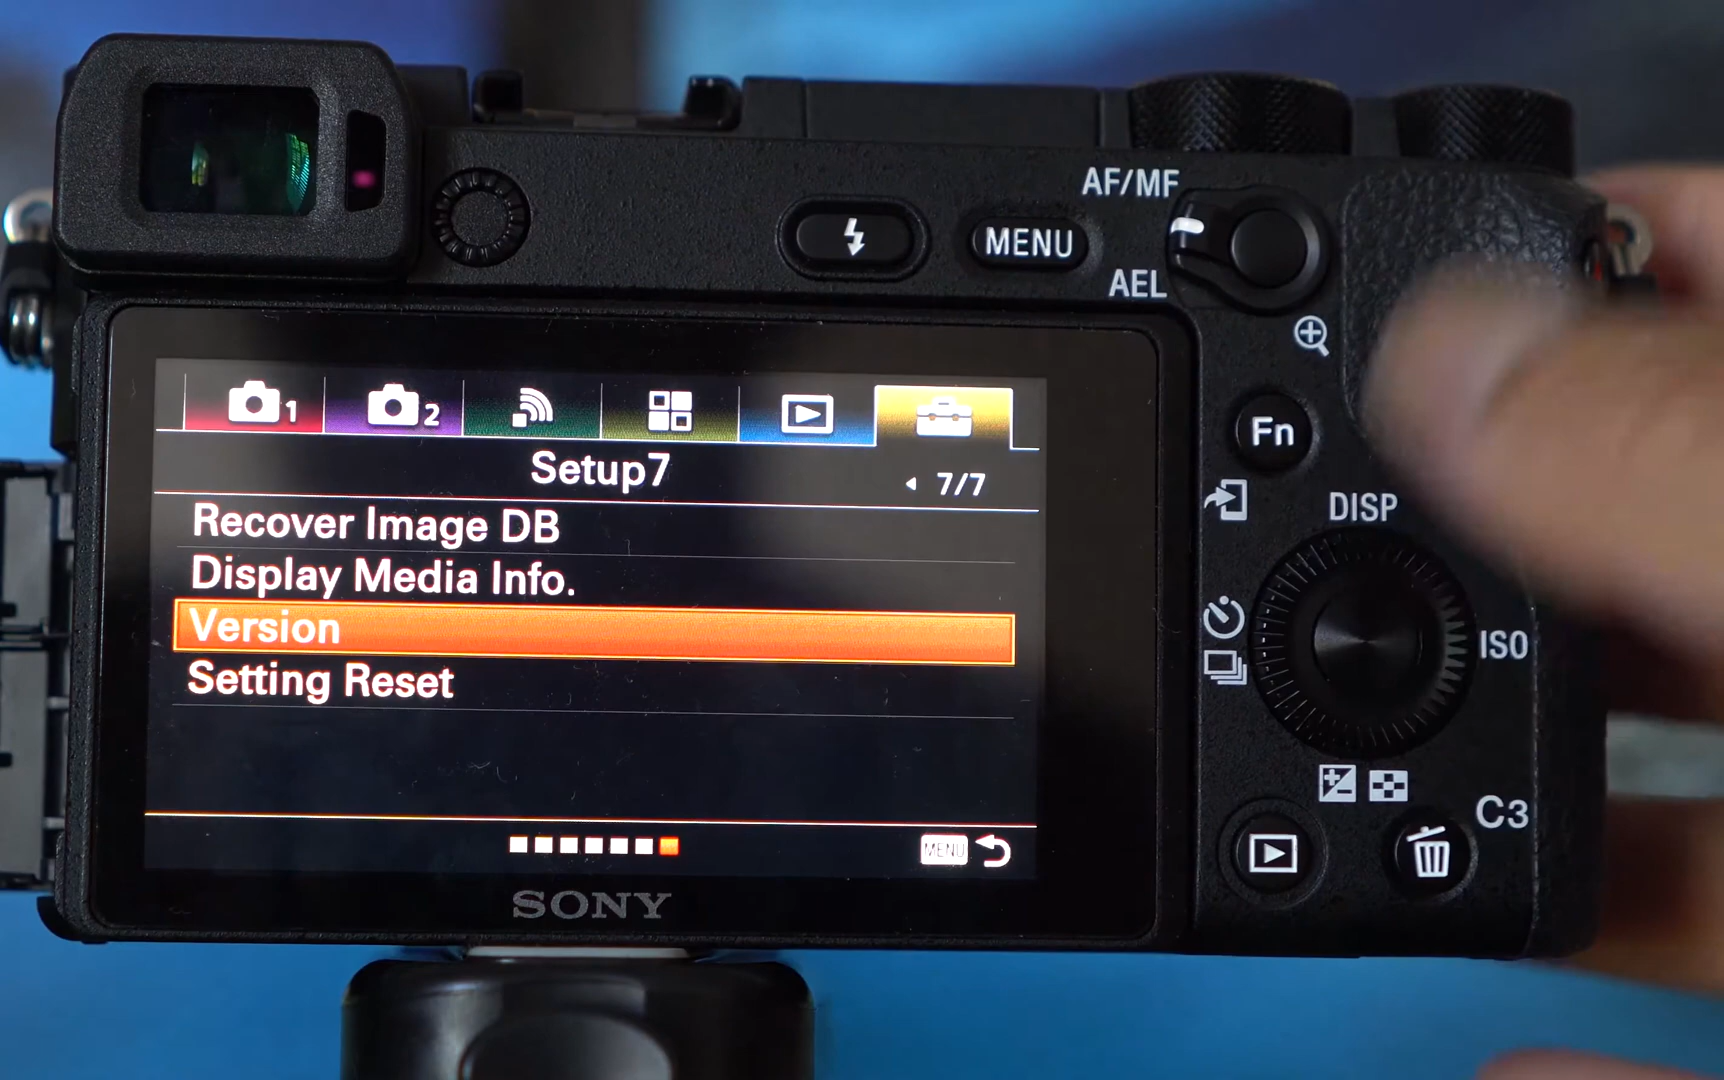 AF/MF
MENU
AEL
1
2
Setup7
7/7
Fn
DISP
Recover Image DB
Display Media Info.
Version
Setting Reset
ISO
C3
MENU
SONY